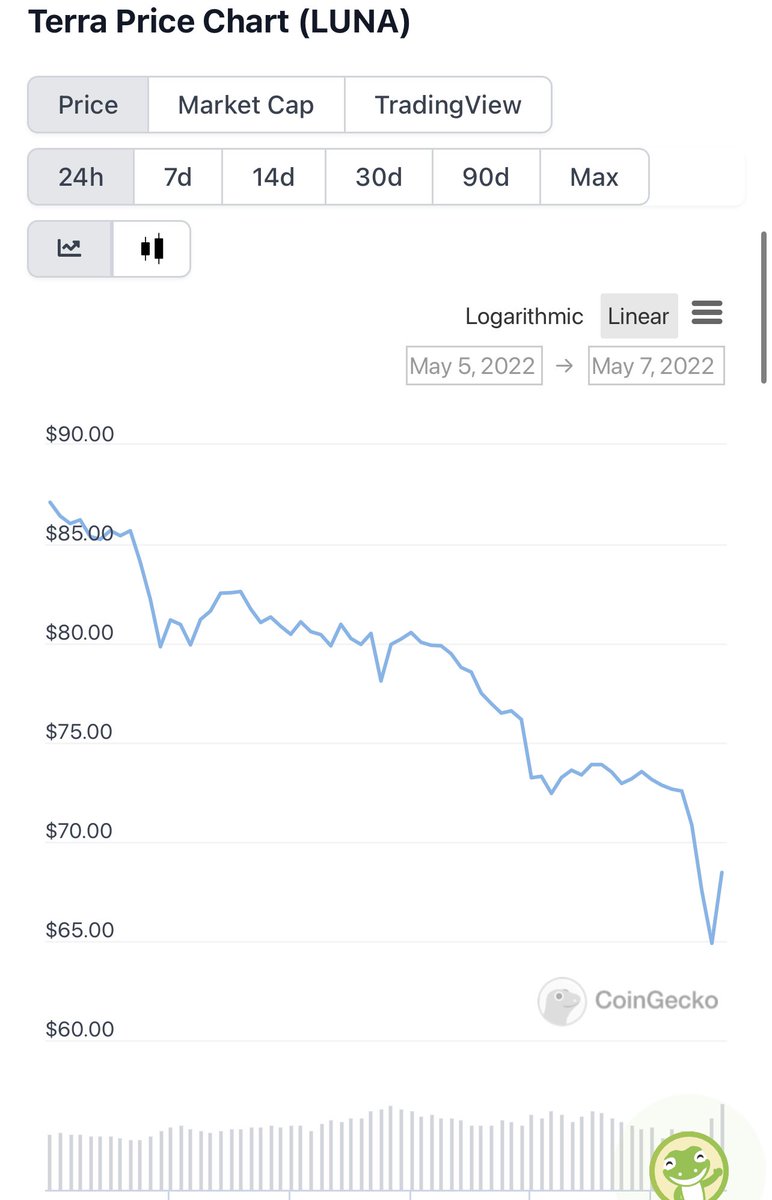 Terra Price Chart (LUNA)
Price Market Cap TradingView
24h 7d 14d 30d 90d Max
Logarithmic Linear
May 5, 2022 → May 7, 2022
$90.00
$85.00
$80.00
$75.00
$70.00
$65.00
CoinGecko
$60.00